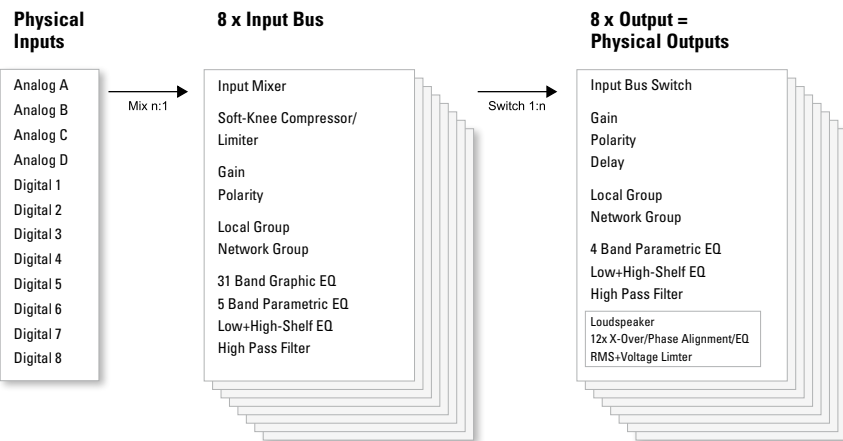 Physical
Inputs
Analog A
Analog B
Analog C
Analog D
Digital 1
Digital 2
Digital 3
Digital 4
Digital 5
Digital 6
Digital 7
Digital 8
Mix n:1
8 x Input Bus
Input Mixer
Soft-Knee Compressor/
Limiter
Gain
Polarity
Local Group
Network Group
31 Band Graphic EQ
5 Band Parametric EQ
Low+High-Shelf EQ
High Pass Filter
Switch 1:n
8 x Output =
Physical Outputs
Input Bus Switch
Gain
Polarity
Delay
Local Group
Network Group
4 Band Parametric EQ
Low+High-Shelf EQ
High Pass Filter
Loudspeaker
12x X-Over/Phase Alignment/EQ
RMS+Voltage Limter